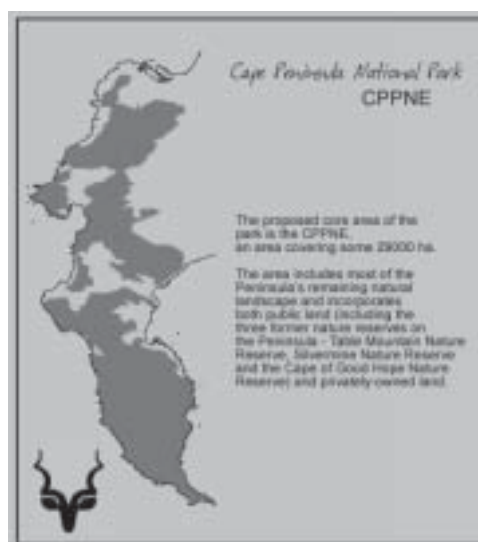 Cape Peninsula National Park
CPPNE
The proposed core area of the
park is the CPPNE,
an area covering some 29000 ha.
The area includes most of the
Peninsula's remaining natural
landscape and incorporates
both public land (including the
three former nature reserves on
the Peninsula - Table Mountain Nature
Reserve, Silvermine Nature Reserve
and the Cape of Good Hope Nature
Reserve) and privately-owned land.